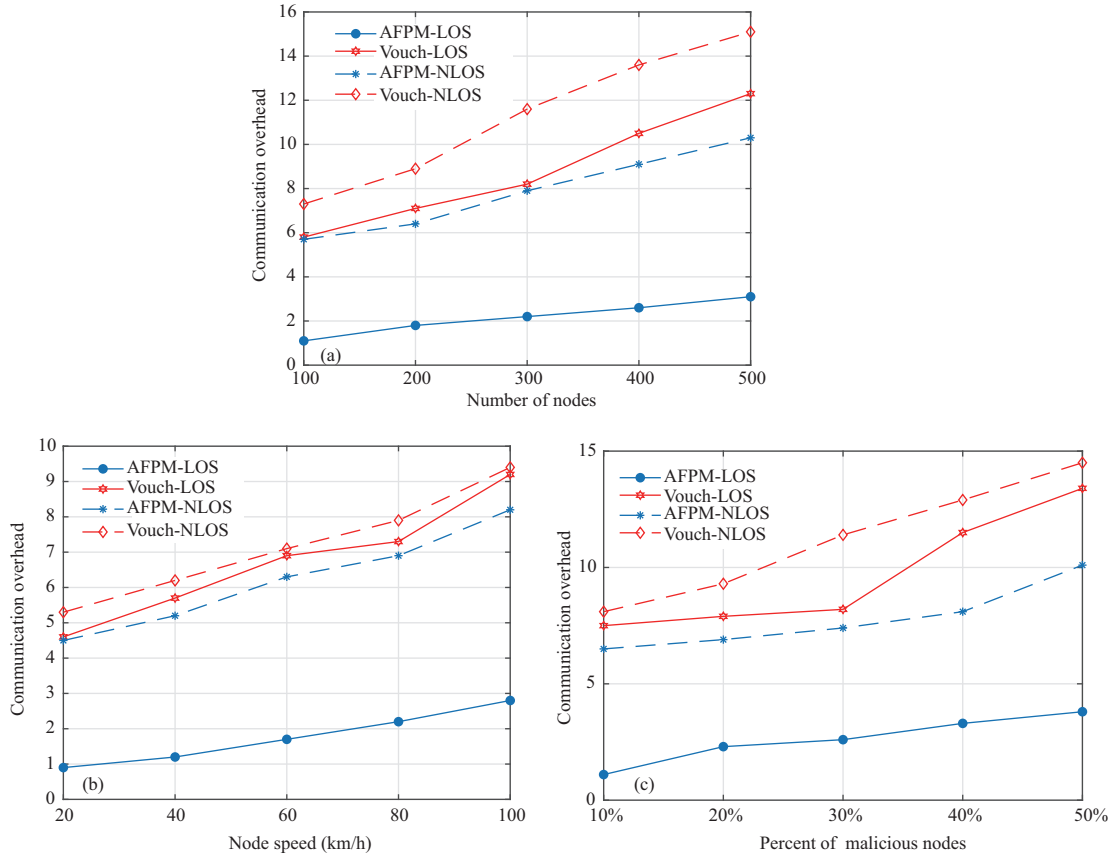 16
14
12
10
8
6
4
2
0
Communication overhead
AFPM-LOS
Vouch-LOS
AFPM-NLOS
Vouch-NLOS
(a)
100
200
300
400
500
Number of nodes
10
9
8
7
6
5
4
3
2
1
0
Communication overhead
AFPM-LOS
Vouch-LOS
AFPM-NLOS
Vouch-NLOS
(b)
20
40
60
80
100
Node speed (km/h)
15
10
5
0
Communication overhead
AFPM-LOS
Vouch-LOS
AFPM-NLOS
Vouch-NLOS
(c)
10%
20%
30%
40%
50%
Percent of malicious nodes